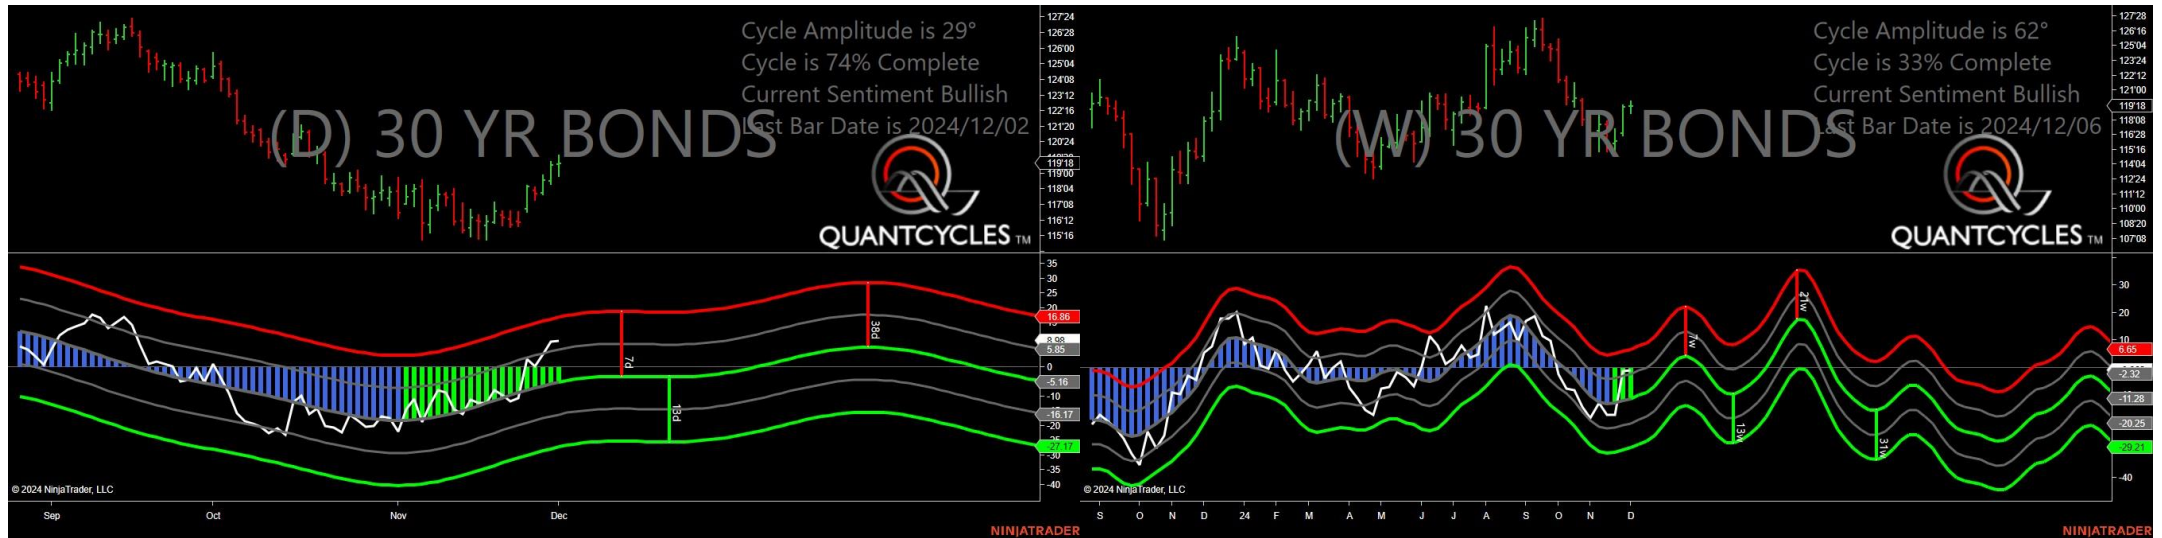 Cycle Amplitude is 29°
Cycle is 74% Complete
Current Sentiment Bullish
Last Bar Date is 2024/12/02
(D) 30 YR BONDS
QUANTCYCLES TM
127'24
126'28
126'00
125'04
124'08
123'12
122'16
121'20
120'24
119'18
119'00
118'04
117'08
116'12
115'16
35
30
25
20
16.86
15
8.98
5.85
0
-5.16
-10
-15
-16.17
-20
-25
-27.17
-30
-35
-40
7d
13d
38d
© 2024 NinjaTrader, LLC
Sep
Oct
Nov
Dec
NINJATRADER
Cycle Amplitude is 62°
Cycle is 33% Complete
Current Sentiment Bullish
Last Bar Date is 2024/12/06
(W) 30 YR BONDS
QUANTCYCLES TM
127'28
126'16
125'04
123'24
122'12
121'00
119'18
118'08
116'28
115'16
114'04
112'24
111'12
110'00
108'20
107'08
30
20
10
6.65
-2.32
-11.28
-20.25
-29.21
-40
7w
13w
21w
31w
© 2024 NinjaTrader, LLC
S O N D 24 F M A M J J A S O N D
NINJATRADER